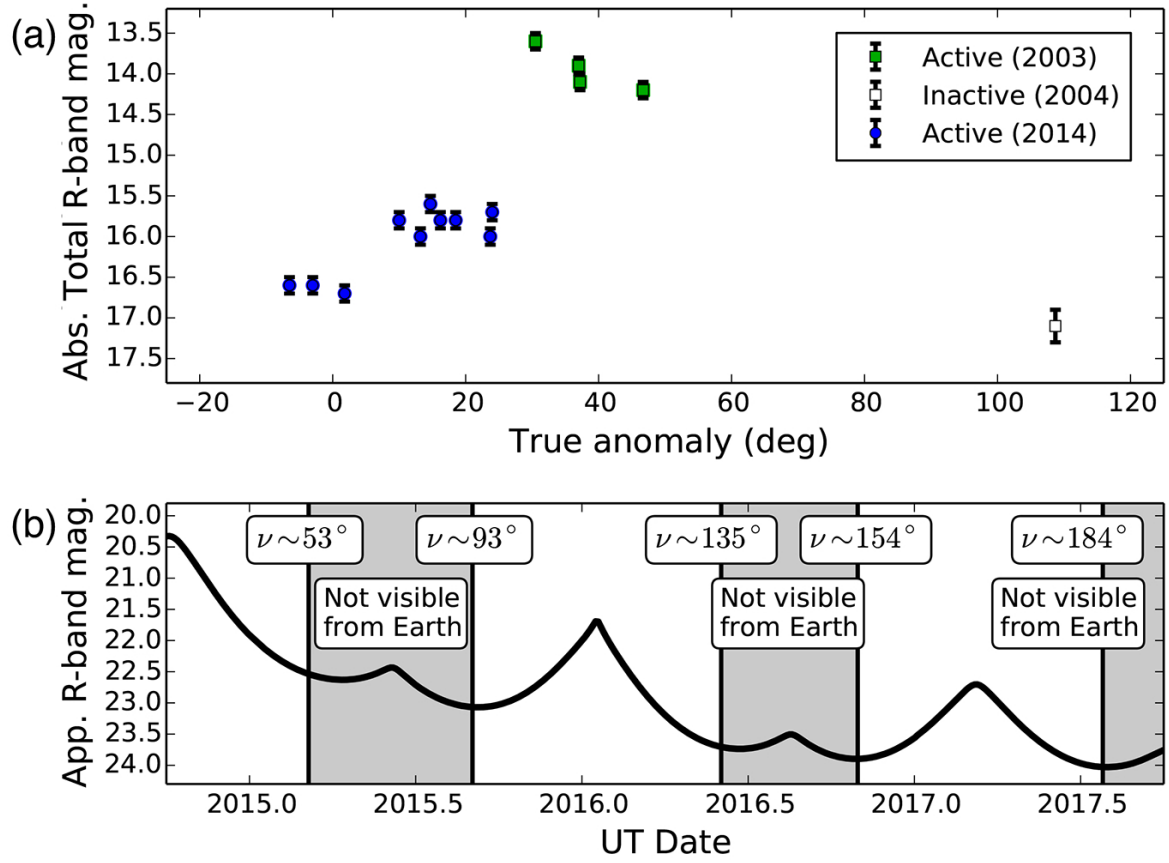 (a)
Abs. Total R-band mag.
13.5
14.0
14.5
15.0
15.5
16.0
16.5
17.0
17.5
Active (2003)
Inactive (2004)
Active (2014)
−20 0 20 40 60 80 100 120
True anomaly (deg)
(b)
App. R-band mag.
20.0
20.5
21.0
21.5
22.0
22.5
23.0
23.5
24.0
ν~53° ν~93° ν~135° ν~154° ν~184°
Not visible
from Earth
Not visible
from Earth
Not visible
from Earth
2015.0 2015.5 2016.0 2016.5 2017.0 2017.5
UT Date